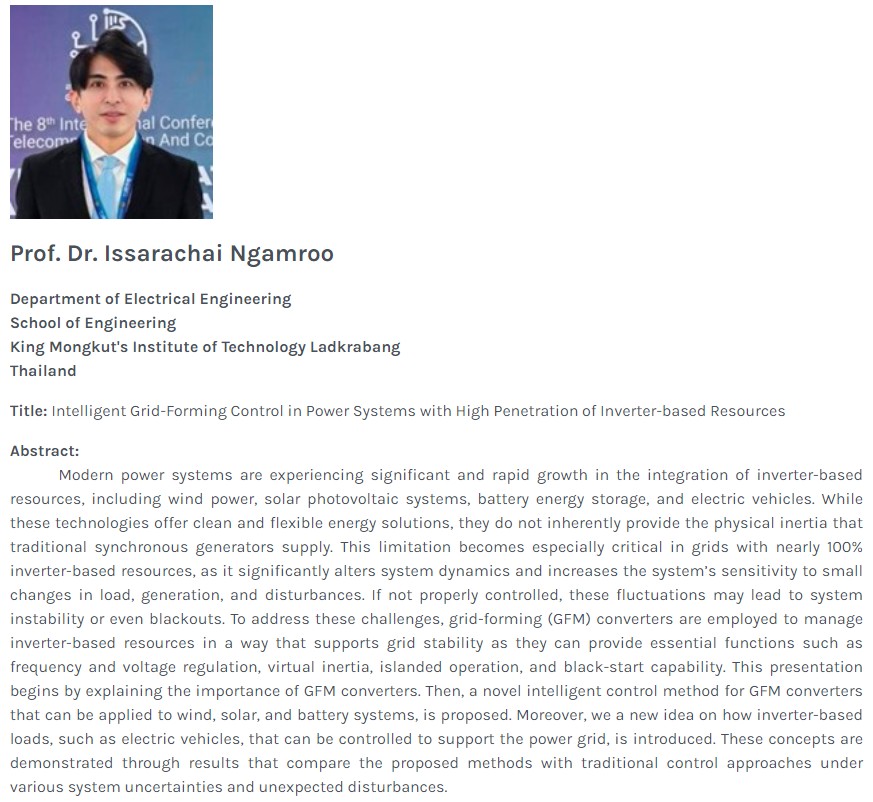 The 8th Inte nal Confer
Telecomm n And Co
Prof. Dr. Issarachai Ngamroo
Department of Electrical Engineering
School of Engineering
King Mongkut's Institute of Technology Ladkrabang
Thailand
Title: Intelligent Grid-Forming Control in Power Systems with High Penetration of Inverter-based Resources
Abstract:
Modern power systems are experiencing significant and rapid growth in the integration of inverter-based
resources, including wind power, solar photovoltaic systems, battery energy storage, and electric vehicles. While
these technologies offer clean and flexible energy solutions, they do not inherently provide the physical inertia that
traditional synchronous generators supply. This limitation becomes especially critical in grids with nearly 100%
inverter-based resources, as it significantly alters system dynamics and increases the system's sensitivity to small
changes in load, generation, and disturbances. If not properly controlled, these fluctuations may lead to system
instability or even blackouts. To address these challenges, grid-forming (GFM) converters are employed to manage
inverter-based resources in a way that supports grid stability as they can provide essential functions such as
frequency and voltage regulation, virtual inertia, islanded operation, and black-start capability. This presentation
begins by explaining the importance of GFM converters. Then, a novel intelligent control method for GFM converters
that can be applied to wind, solar, and battery systems, is proposed. Moreover, we a new idea on how inverter-based
loads, such as electric vehicles, that can be controlled to support the power grid, is introduced. These concepts are
demonstrated through results that compare the proposed methods with traditional control approaches under
various system uncertainties and unexpected disturbances.